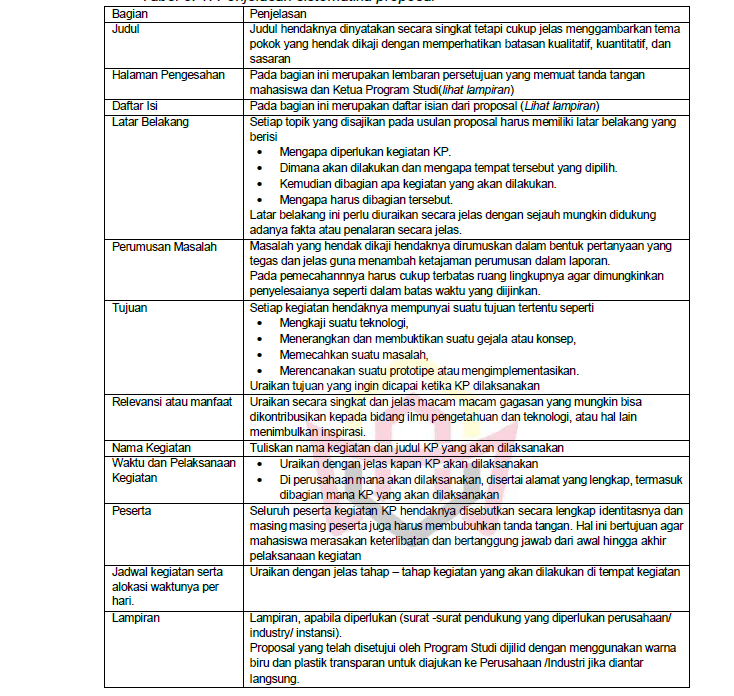 Bagian Penjelasan
Judul Judul hendaknya dinyatakan secara singkat tetapi cukup jelas menggambarkan tema
pokok yang hendak dikaji dengan memperhatikan batasan kualitatif, kuantitatif, dan
sasaran
Halaman Pengesahan Pada bagian ini merupakan lembaran persetujuan yang memuat tanda tangan
mahasiswa dan Ketua Program Studi(lihat lampiran)
Daftar Isi Pada bagian ini merupakan daftar isian dari proposal (Lihat lampiran)
Latar Belakang Setiap topik yang disajikan pada usulan proposal harus memiliki latar belakang yang
berisi
• Mengapa diperlukan kegiatan KP.
• Dimana akan dilakukan dan mengapa tempat tersebut yang dipilih.
• Kemudian dibagian apa kegiatan yang akan dilakukan.
• Mengapa harus dibagian tersebut.
Latar belakang ini perlu diuraikan secara jelas dengan sejauh mungkin didukung
adanya fakta atau penalaran secara jelas.
Perumusan Masalah Masalah yang hendak dikaji hendaknya dirumuskan dalam bentuk pertanyaan yang
tegas dan jelas guna menambah ketajaman perumusan dalam laporan.
Pada pemecahannnya harus cukup terbatas ruang lingkupnya agar dimungkinkan
penyelesaianya seperti dalam batas waktu yang diijinkan.
Tujuan Setiap kegiatan hendaknya mempunyai suatu tujuan tertentu seperti
• Mengkaji suatu teknologi,
• Menerangkan dan membuktikan suatu gejala atau konsep,
• Memecahkan suatu masalah,
• Merencanakan suatu prototipe atau mengimplementasikan.
Uraikan tujuan yang ingin dicapai ketika KP dilaksanakan
Relevansi atau manfaat Uraikan secara singkat dan jelas macam macam gagasan yang mungkin bisa
dikontribusikan kepada bidang ilmu pengetahuan dan teknologi, atau hal lain
menimbulkan inspirasi.
Nama Kegiatan Tuliskan nama kegiatan dan judul KP yang akan dilaksanakan
Waktu dan Pelaksanaan • Uraikan dengan jelas kapan KP akan dilaksanakan
Kegiatan • Di perusahaan mana akan dilaksanakan, disertai alamat yang lengkap, termasuk
dibagian mana KP yang akan dilaksanakan
Peserta Seluruh peserta kegiatan KP hendaknya disebutkan secara lengkap identitasnya dan
masing masing peserta juga harus membubuhkan tanda tangan. Hal ini bertujuan agar
mahasiswa merasakan keterlibatan dan bertanggung jawab dari awal hingga akhir
pelaksanaan kegiatan
Jadwal kegiatan serta Uraikan dengan jelas tahap – tahap kegiatan yang akan dilakukan di tempat kegiatan
alokasi waktunya per
hari.
Lampiran Lampiran, apabila diperlukan (surat -surat pendukung yang diperlukan perusahaan/
industry/ instansi).
Proposal yang telah disetujui oleh Program Studi dijilid dengan menggunakan warna
biru dan plastik transparan untuk diajukan ke Perusahaan /Industri jika diantar
langsung.